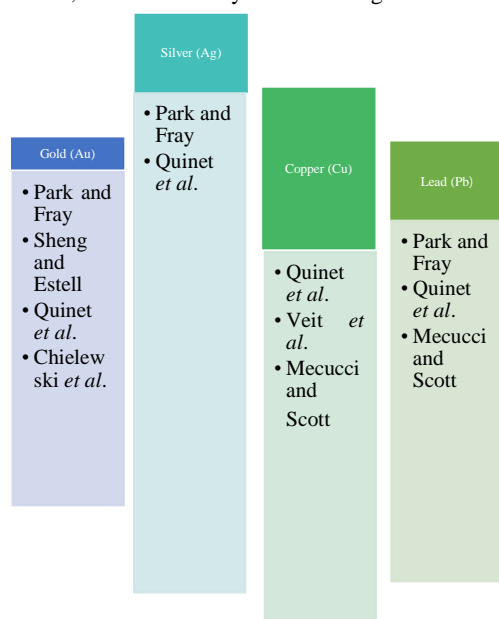 Silver (Ag)
• Park and
Fray
• Quinet
et al.
Gold (Au)
• Park and
Fray
• Sheng
and
Estell
• Quinet
et al.
• Chielew
ski et al.
Copper (Cu)
• Quinet
et al.
• Veit et
al.
• Mecucci
and
Scott
Lead (Pb)
• Park and
Fray
• Quinet
et al.
• Mecucci
and
Scott